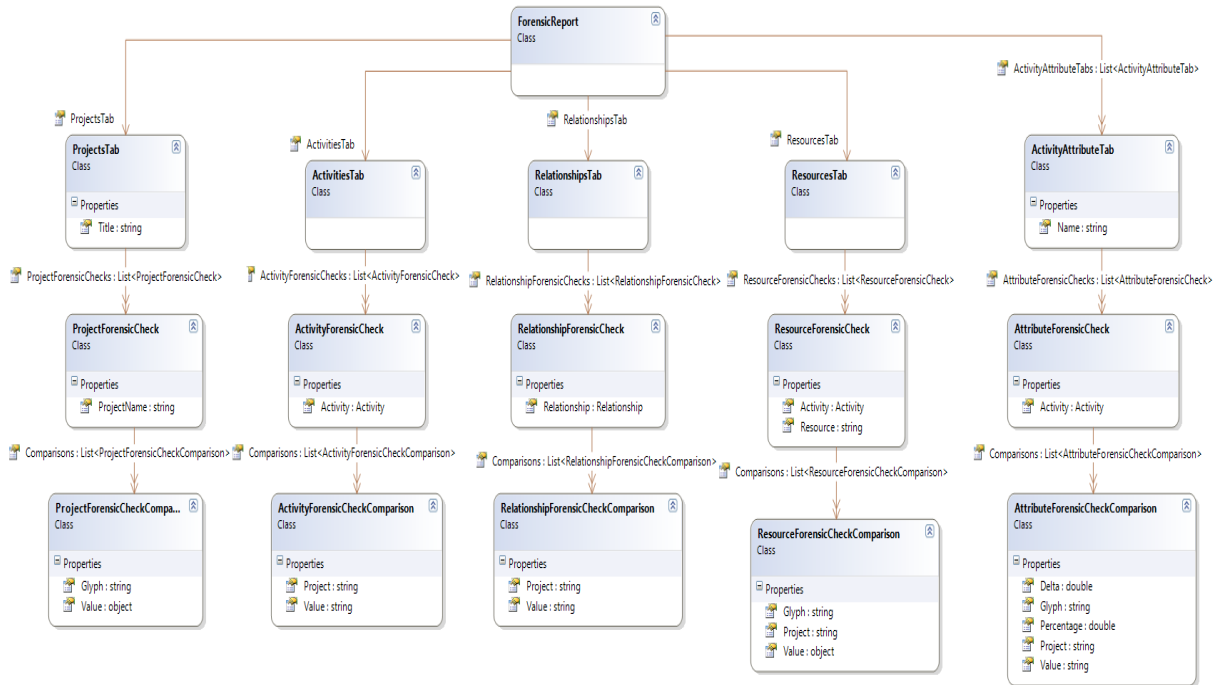 ForensicReport
Class
ProjectsTab
ActivitiesTab
RelationshipsTab
ResourcesTab
ActivityAttributeTabs : List<ActivityAttributeTab>
ProjectsTab
Class
Properties
Title : string
ActivitiesTab
Class
RelationshipsTab
Class
ResourcesTab
Class
ActivityAttributeTab
Class
Properties
Name : string
ProjectForensicChecks : List<ProjectForensicCheck>
ActivityForensicChecks : List<ActivityForensicCheck>
RelationshipForensicChecks : List<RelationshipForensicCheck>
ResourceForensicChecks : List<ResourceForensicCheck>
AttributeForensicChecks : List<AttributeForensicCheck>
ProjectForensicCheck
Class
Properties
ProjectName : string
ActivityForensicCheck
Class
Properties
Activity : Activity
RelationshipForensicCheck
Class
Properties
Relationship : Relationship
ResourceForensicCheck
Class
Properties
Activity : Activity
Resource : string
AttributeForensicCheck
Class
Properties
Activity : Activity
Comparisons : List<ProjectForensicCheckComparison>
Comparisons : List<ActivityForensicCheckComparison>
Comparisons : List<RelationshipForensicCheckComparison>
Comparisons : List<ResourceForensicCheckComparison>
Comparisons : List<AttributeForensicCheckComparison>
ProjectForensicCheckCompa...
Class
Properties
Glyph : string
Value : object
ActivityForensicCheckComparison
Class
Properties
Project : string
Value : string
RelationshipForensicCheckComparison
Class
Properties
Project : string
Value : string
ResourceForensicCheckComparison
Class
Properties
Glyph : string
Project : string
Value : object
AttributeForensicCheckComparison
Class
Properties
Delta : double
Glyph : string
Percentage : double
Project : string
Value : string